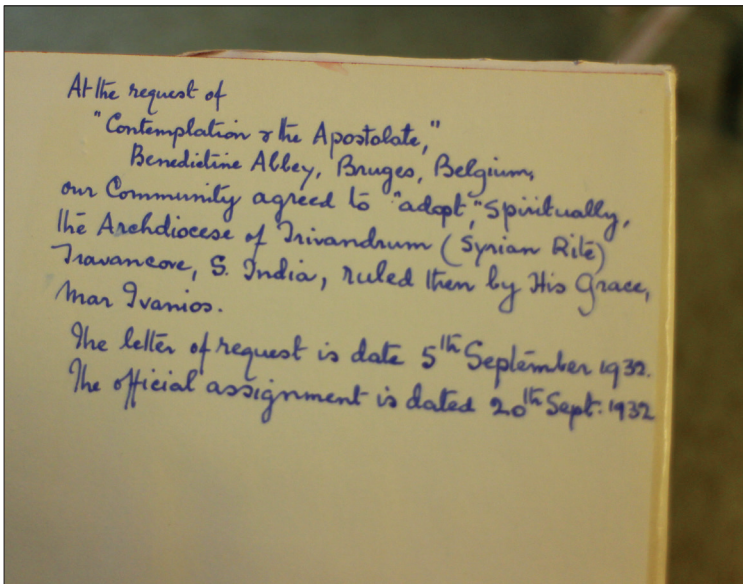 At the request of
"Contemplation & the Apostolate,"
Benedictine Abbey, Bruges, Belgium,
our Community agreed to "adopt," Spiritually,
the Archdiocese of Trivandrum (Syrian Rite)
Travancore, S. India, ruled then by His Grace,
Mar Ivanios.
The letter of request is date 5th September 1932.
The official assignment is dated 20th Sept: 1932